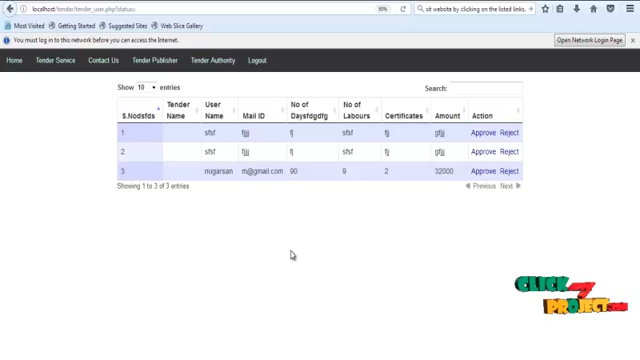 localhost/tender/tender_user.php?status=
90%
sit website by clicking on the listed links.
Most Visited Getting Started Suggested Sites Web Slice Gallery
You must log in to this network before you can access the Internet.
Open Network Login Page
Home Tender Service Contact Us Tender Publisher Tender Authority Logout
Show 10 entries
Search:
S.Nodsfds Tender Name User Name Mail ID No of Daysfdgdfg No of Labours Certificates Amount Action
1 sfsf fjjj fj sfsf fjj gfjjj Approve Reject
2 sfsf fjjj fj sfsf fjj gfjjj Approve Reject
3 nugarsan m@gmail.com 90 9 2 32000 Approve Reject
Showing 1 to 3 of 3 entries
Previous Next
CLICK
PROJECT.com